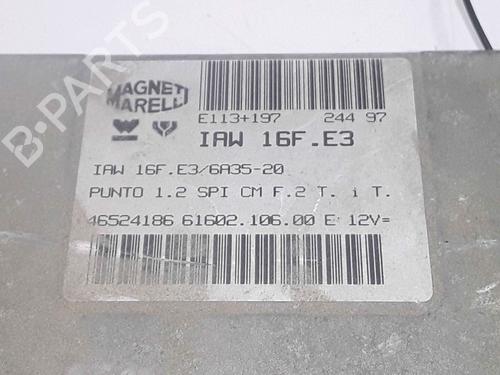 MAGNETI
MARELLI
E113+197 244 97
IAW 16F.E3
IAW 16F.E3/6A35-20
PUNTO 1.2 SPI CM F.2 T. i T.
46524186 61602.106.00 E 12V=
B-PARTS